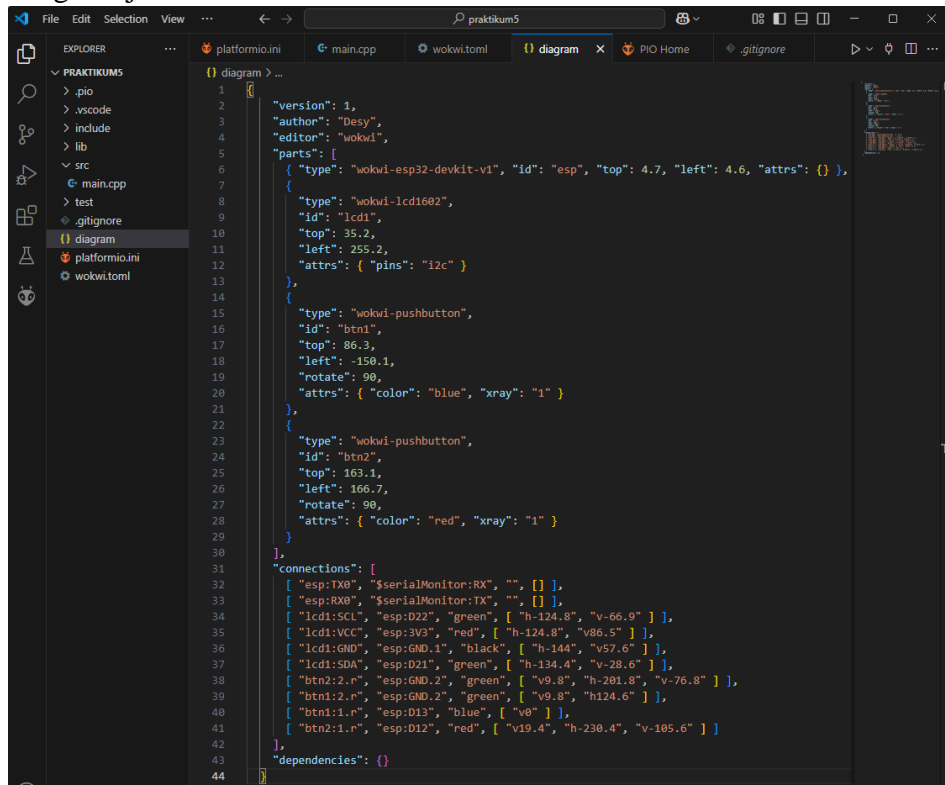 File Edit Selection View ... praktikum5
EXPLORER ...
platformio.ini main.cpp wokwi.toml {} diagram PIO Home .gitignore
PRAKTIKUM5
.pio
.vscode
include
lib
src
main.cpp
test
.gitignore
{} diagram
platformio.ini
wokwi.toml
{} diagram > ...
1 {
2 "version": 1,
3 "author": "Desy",
4 "editor": "wokwi",
5 "parts": [
6 { "type": "wokwi-esp32-devkit-v1", "id": "esp", "top": 4.7, "left": 4.6, "attrs": {} },
7 {
8 "type": "wokwi-lcd1602",
9 "id": "lcd1",
10 "top": 35.2,
11 "left": 255.2,
12 "attrs": { "pins": "i2c" }
13 },
14 {
15 "type": "wokwi-pushbutton",
16 "id": "btn1",
17 "top": 86.3,
18 "left": -150.1,
19 "rotate": 90,
20 "attrs": { "color": "blue", "xray": "1" }
21 },
22 {
23 "type": "wokwi-pushbutton",
24 "id": "btn2",
25 "top": 163.1,
26 "left": 166.7,
27 "rotate": 90,
28 "attrs": { "color": "red", "xray": "1" }
29 }
30 ],
31 "connections": [
32 [ "esp:TX0", "$serialMonitor:RX", "", [] ],
33 [ "esp:RX0", "$serialMonitor:TX", "", [] ],
34 [ "lcd1:SCL", "esp:D22", "green", [ "h-124.8", "v-66.9" ] ],
35 [ "lcd1:VCC", "esp:3V3", "red", [ "h-124.8", "v86.5" ] ],
36 [ "lcd1:GND", "esp:GND.1", "black", [ "h-144", "v57.6" ] ],
37 [ "lcd1:SDA", "esp:D21", "green", [ "h-134.4", "v-28.6" ] ],
38 [ "btn2:2.r", "esp:GND.2", "green", [ "v9.8", "h-201.8", "v-76.8" ] ],
39 [ "btn1:2.r", "esp:GND.2", "green", [ "v9.8", "h124.6" ] ],
40 [ "btn1:1.r", "esp:D13", "blue", [ "v0" ] ],
41 [ "btn2:1.r", "esp:D12", "red", [ "v19.4", "h-230.4", "v-105.6" ] ]
42 ],
43 "dependencies": {}
44 }